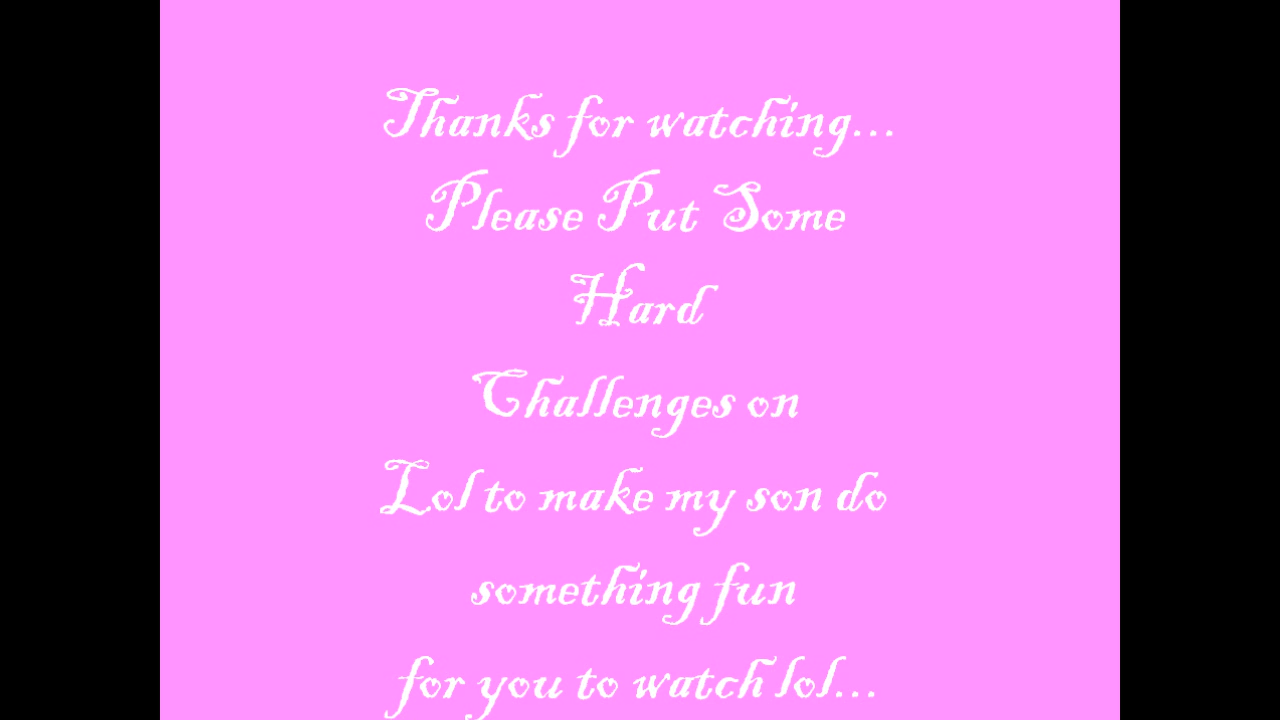 Thanks for watching...
Please Put Some
Hard
Challenges on
Lol to make my son do
something fun
for you to watch lol...